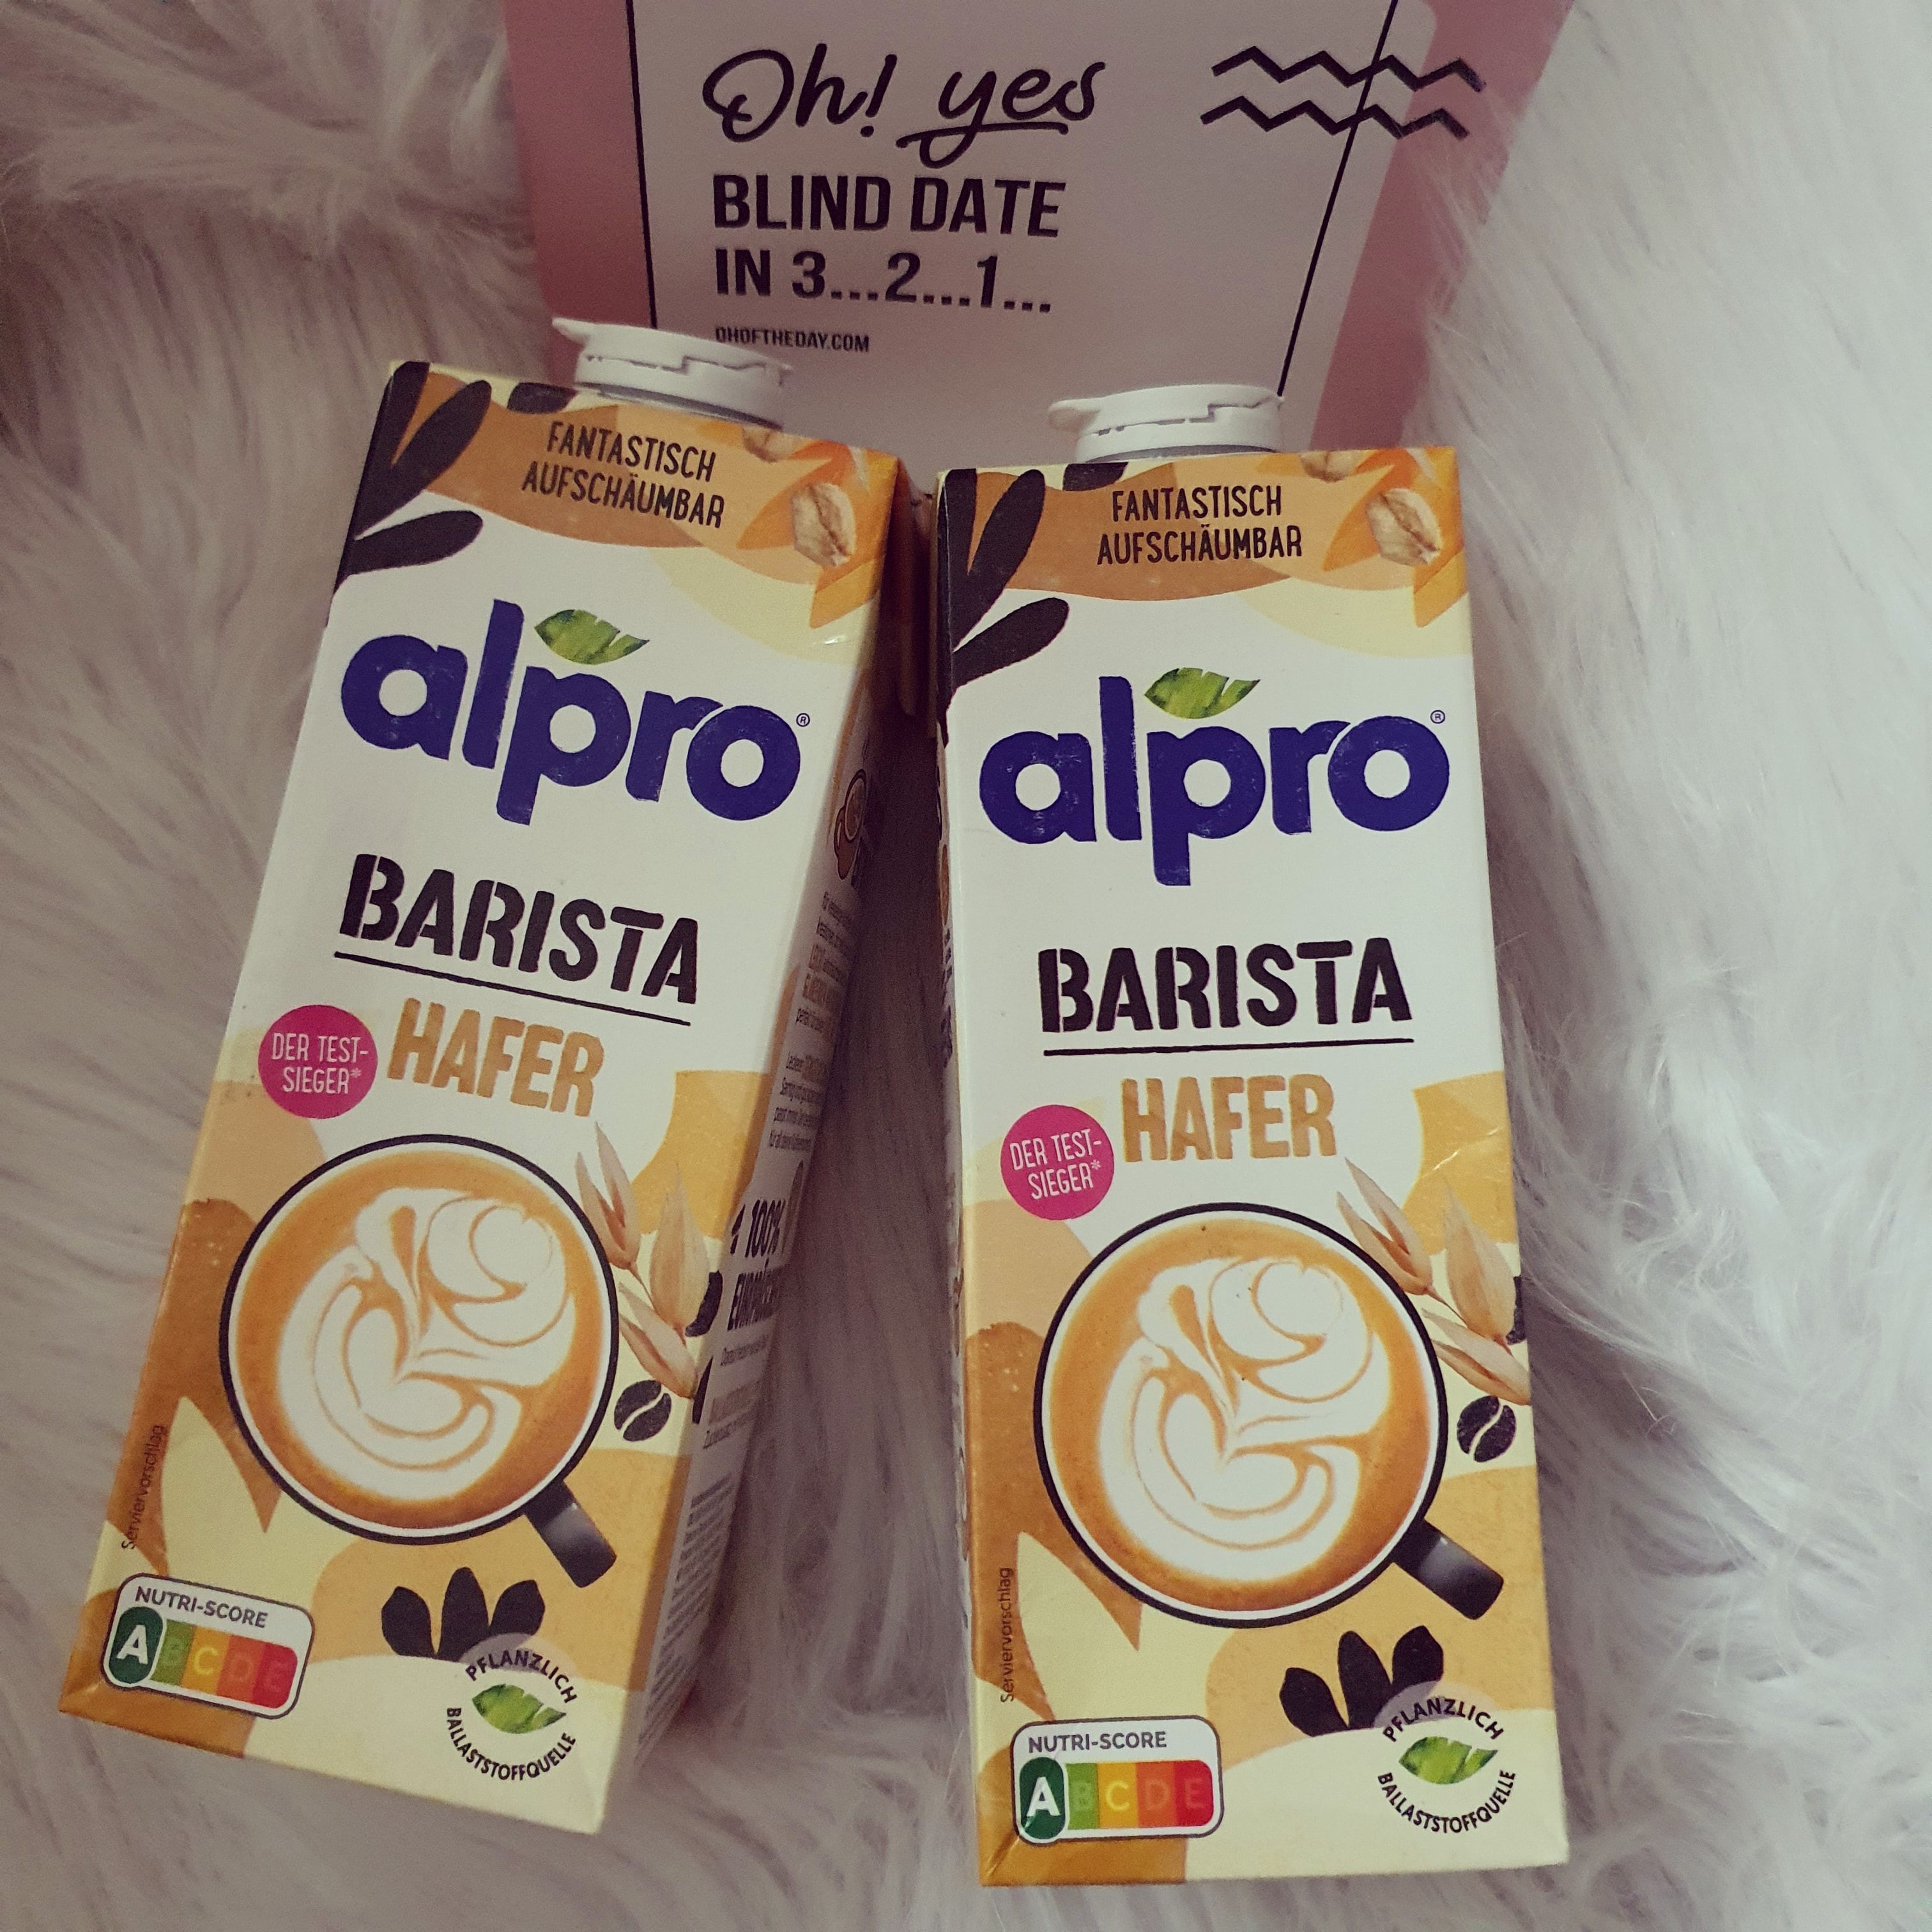 Oh! yes
BLIND DATE
IN 3...2...1...
OHOFTHEDAY.COM
FANTASTISCH
AUFSCHÄUMBAR
alpro®
BARISTA
HAFER
DER TEST-
SIEGER*
100%
Serviervorschlag
NUTRI-SCORE
A B C D E
PFLANZLICH
BALLASTSTOFFQUELLE
FANTASTISCH
AUFSCHÄUMBAR
alpro®
BARISTA
HAFER
DER TEST-
SIEGER*
Serviervorschlag
NUTRI-SCORE
A B C D E
PFLANZLICH
BALLASTSTOFFQUELLE